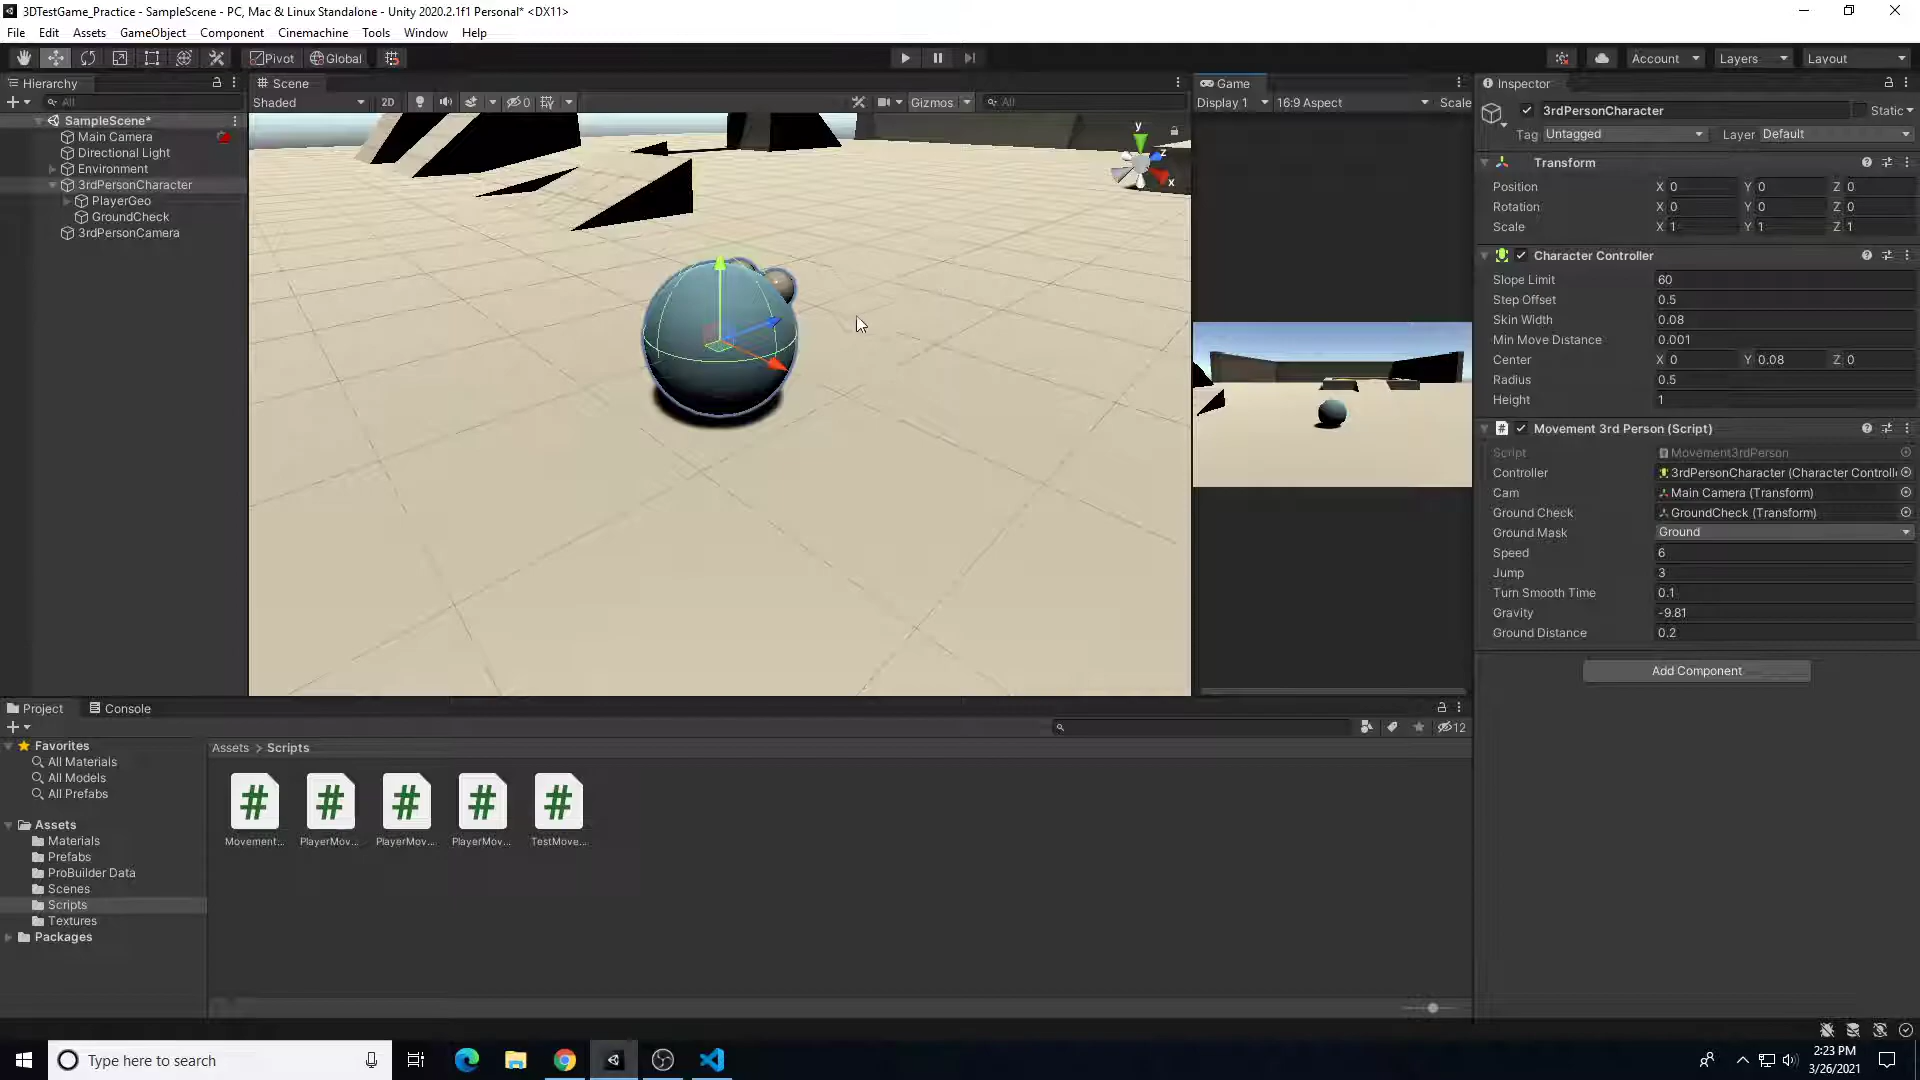 3DTestGame_Practice - SampleScene - PC, Mac & Linux Standalone - Unity 2020.2.1f1 Personal* <DX11>
File Edit Assets GameObject Component Cinemachine Tools Window Help
Pivot Global Account Layers Layout
Hierarchy
All
SampleScene*
Main Camera
Directional Light
Environment
3rdPersonCharacter
PlayerGeo
GroundCheck
3rdPersonCamera
Scene
Shaded 2D 0 Gizmos All
y
z
x
Game
Display 1 16:9 Aspect Scale
Inspector
3rdPersonCharacter Static
Tag Untagged Layer Default
Transform
Position X 0 Y 0 Z 0
Rotation X 0 Y 0 Z 0
Scale X 1 Y 1 Z 1
Character Controller
Slope Limit 60
Step Offset 0.5
Skin Width 0.08
Min Move Distance 0.001
Center X 0 Y 0.08 Z 0
Radius 0.5
Height 1
# Movement 3rd Person (Script)
Script Movement3rdPerson
Controller 3rdPersonCharacter (Character Controll
Cam Main Camera (Transform)
Ground Check GroundCheck (Transform)
Ground Mask Ground
Speed 6
Jump 3
Turn Smooth Time 0.1
Gravity -9.81
Ground Distance 0.2
Add Component
Project Console
12
Favorites
All Materials
All Models
All Prefabs
Assets
Materials
Prefabs
ProBuilder Data
Scenes
Scripts
Textures
Packages
Assets > Scripts
# # # # #
Movement... PlayerMov... PlayerMov... PlayerMov... TestMove...
Type here to search
2:23 PM
3/26/2021